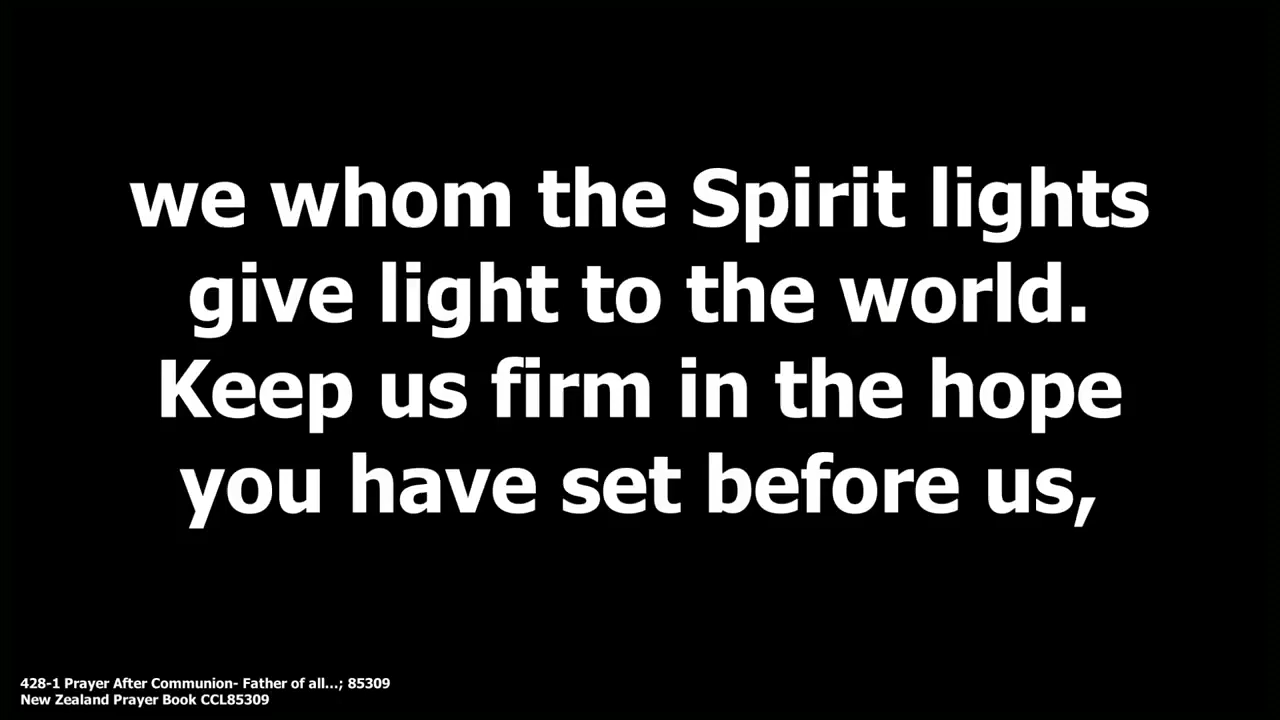 we whom the Spirit lights
give light to the world.
Keep us firm in the hope
you have set before us,
428-1 Prayer After Communion- Father of all...; 85309
New Zealand Prayer Book CCL85309